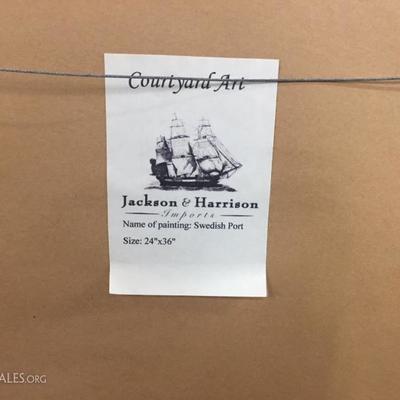 Courtyard Art
Jackson & Harrison
Imports
Name of painting: Swedish Port
Size: 24"x36"
ALES.ORG